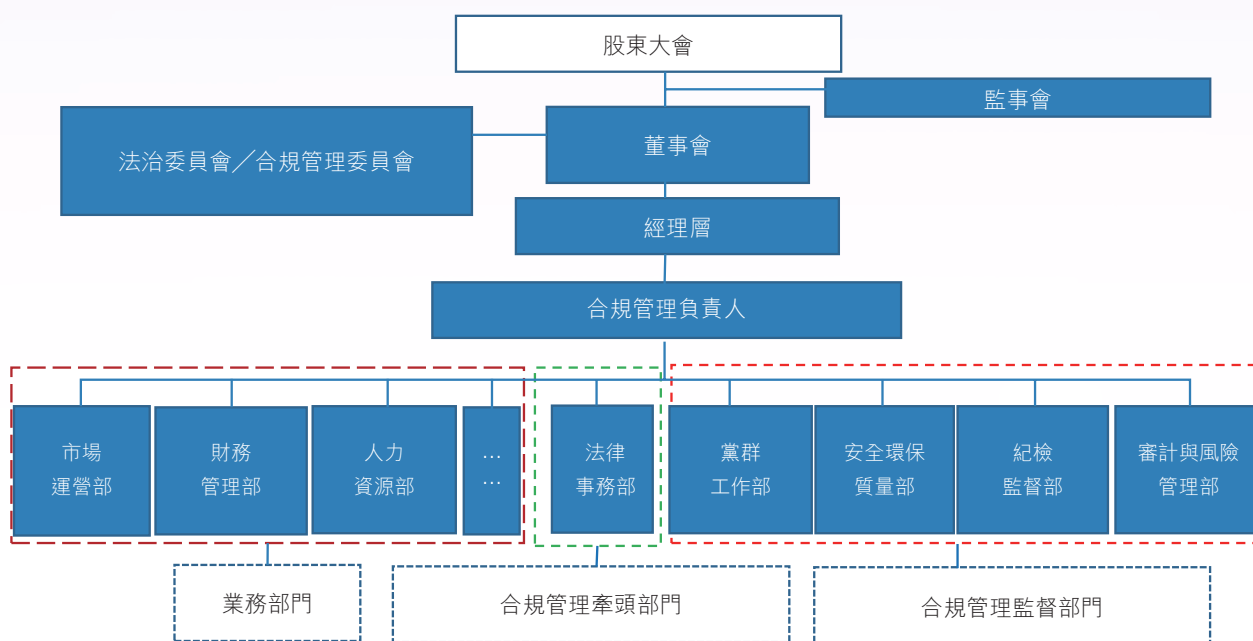 股東大會
監事會
法治委員會／合規管理委員會
董事會
經理層
合規管理負責人
市場
運營部
財務
管理部
人力
資源部
…
…
法律
事務部
黨群
工作部
安全環保
質量部
紀檢
監督部
審計與風險
管理部
業務部門
合規管理牽頭部門
合規管理監督部門